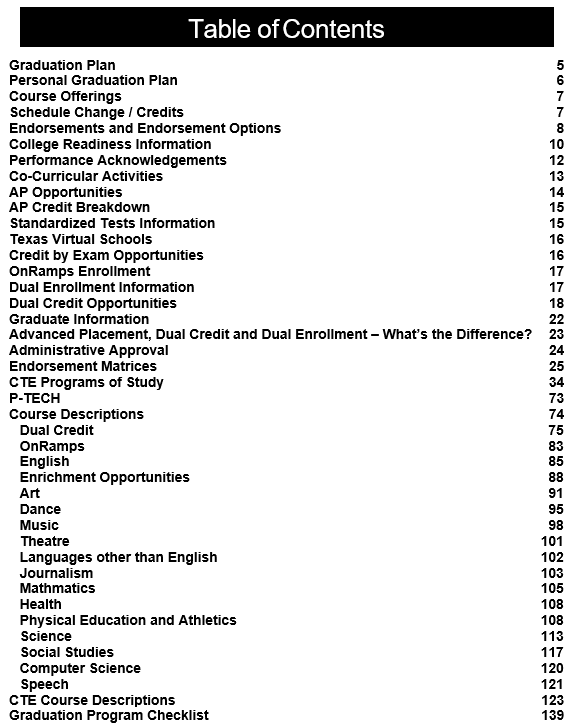 Table of Contents
Graduation Plan 5
Personal Graduation Plan 6
Course Offerings 7
Schedule Change / Credits 7
Endorsements and Endorsement Options 8
College Readiness Information 10
Performance Acknowledgements 12
Co-Curricular Activities 13
AP Opportunities 14
AP Credit Breakdown 15
Standardized Tests Information 15
Texas Virtual Schools 16
Credit by Exam Opportunities 16
OnRamps Enrollment 17
Dual Enrollment Information 17
Dual Credit Opportunities 18
Graduate Information 22
Advanced Placement, Dual Credit and Dual Enrollment – What’s the Difference? 23
Administrative Approval 24
Endorsement Matrices 25
CTE Programs of Study 34
P-TECH 73
Course Descriptions 74
Dual Credit 75
OnRamps 83
English 85
Enrichment Opportunities 88
Art 91
Dance 95
Music 98
Theatre 101
Languages other than English 102
Journalism 103
Mathmatics 105
Health 108
Physical Education and Athletics 108
Science 113
Social Studies 117
Computer Science 120
Speech 121
CTE Course Descriptions 123
Graduation Program Checklist 139